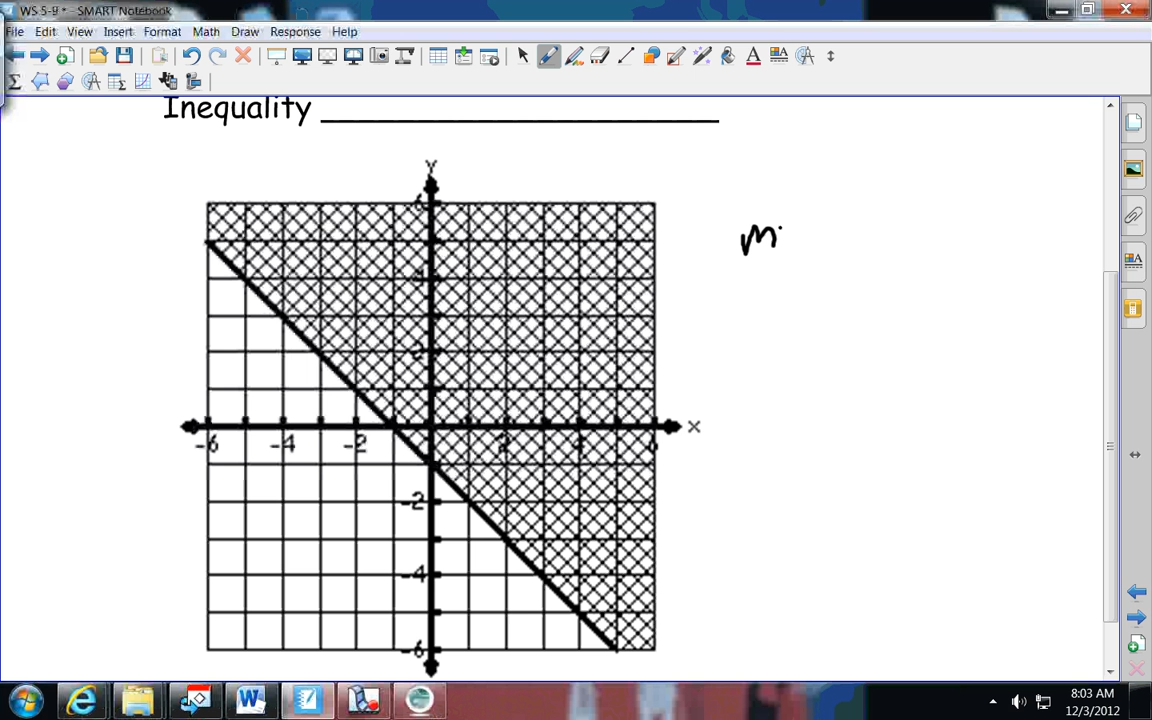 WS 5-9 * - SMART Notebook
File Edit View Insert Format Math Draw Response Help
Inequality ____________________
Y
6
4
2
-6 -4 -2 2 4 6 x
-2
-4
-6
m
8:03 AM
12/3/2012